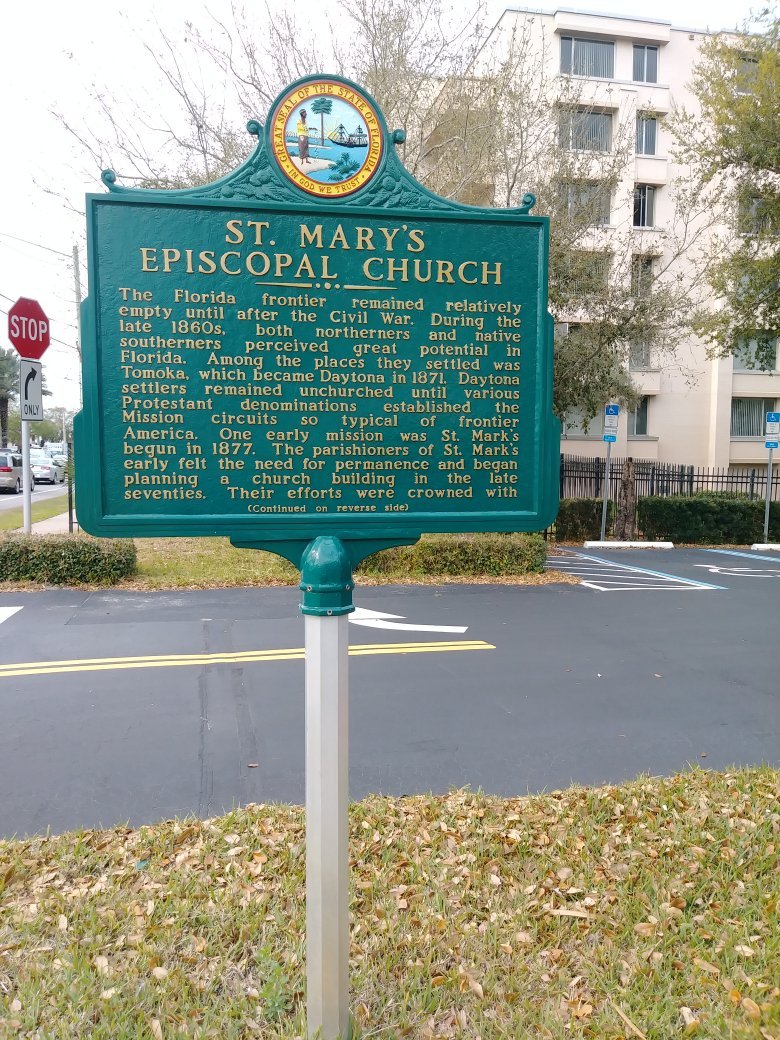 GREAT SEAL OF THE STATE OF FLORIDA
IN GOD WE TRUST
ST. MARY'S
EPISCOPAL CHURCH
The Florida frontier remained relatively
empty until after the Civil War. During the
late 1860s, both northerners and native
southerners perceived great potential in
Florida. Among the places they settled was
Tomoka, which became Daytona in 1871. Daytona
settlers remained unchurched until various
Protestant denominations established the
Mission circuits so typical of frontier
America. One early mission was St. Mark's
begun in 1877. The parishioners of St. Mark's
early felt the need for permanence and began
planning a church building in the late
seventies. Their efforts were crowned with
(Continued on reverse side)
STOP
ONLY